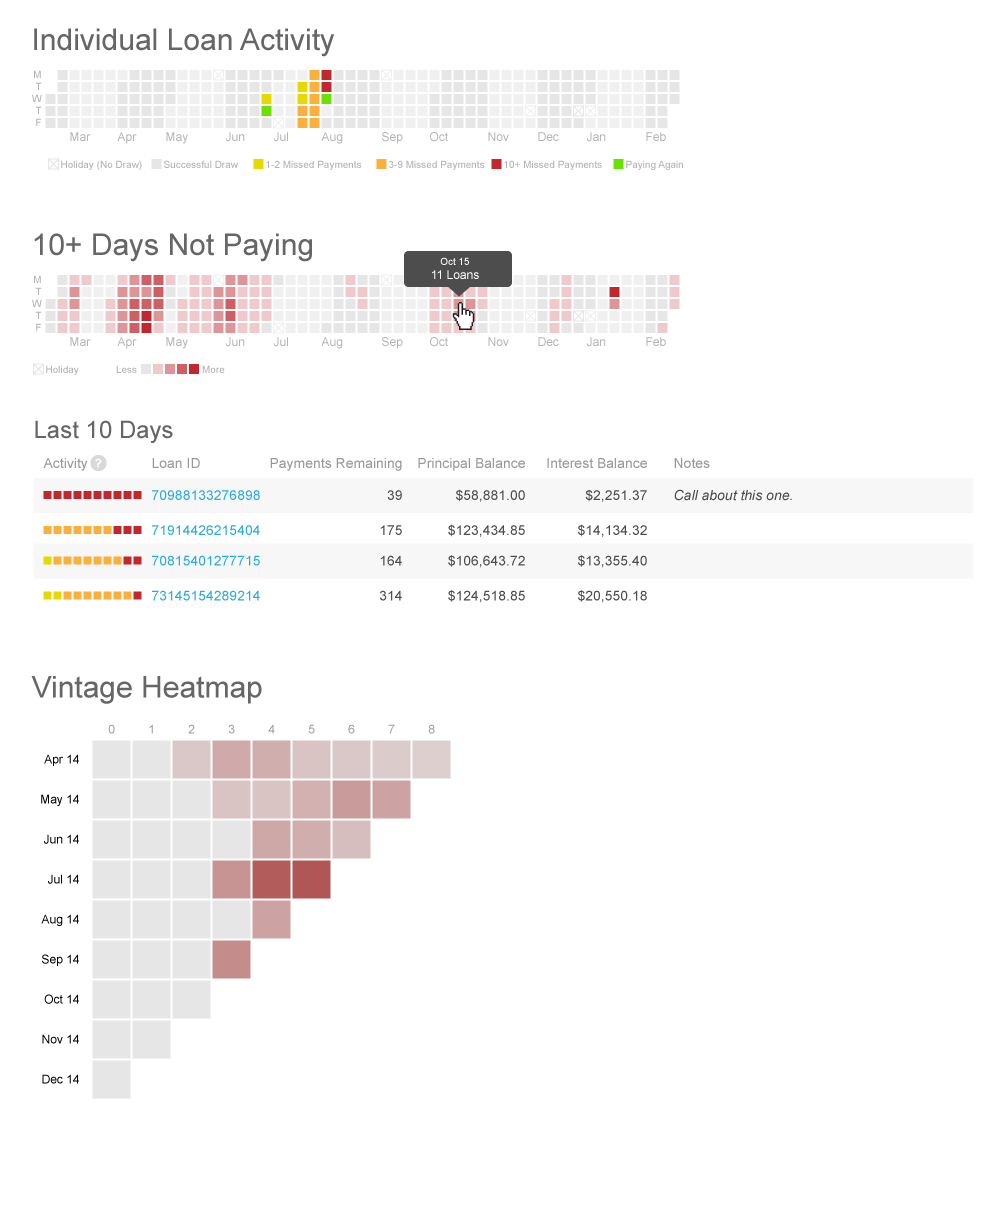 Individual Loan Activity
M
T
W
T
F
Mar Apr May Jun Jul Aug Sep Oct Nov Dec Jan Feb
Holiday (No Draw) Successful Draw 1-2 Missed Payments 3-9 Missed Payments 10+ Missed Payments Paying Again
10+ Days Not Paying
Oct 15
11 Loans
M
T
W
T
F
Mar Apr May Jun Jul Aug Sep Oct Nov Dec Jan Feb
Holiday Less More
Last 10 Days
Activity ? Loan ID Payments Remaining Principal Balance Interest Balance Notes
70988133276898 39 $58,881.00 $2,251.37 Call about this one.
71914426215404 175 $123,434.85 $14,134.32
70815401277715 164 $106,643.72 $13,355.40
73145154289214 314 $124,518.85 $20,550.18
Vintage Heatmap
0 1 2 3 4 5 6 7 8
Apr 14
May 14
Jun 14
Jul 14
Aug 14
Sep 14
Oct 14
Nov 14
Dec 14